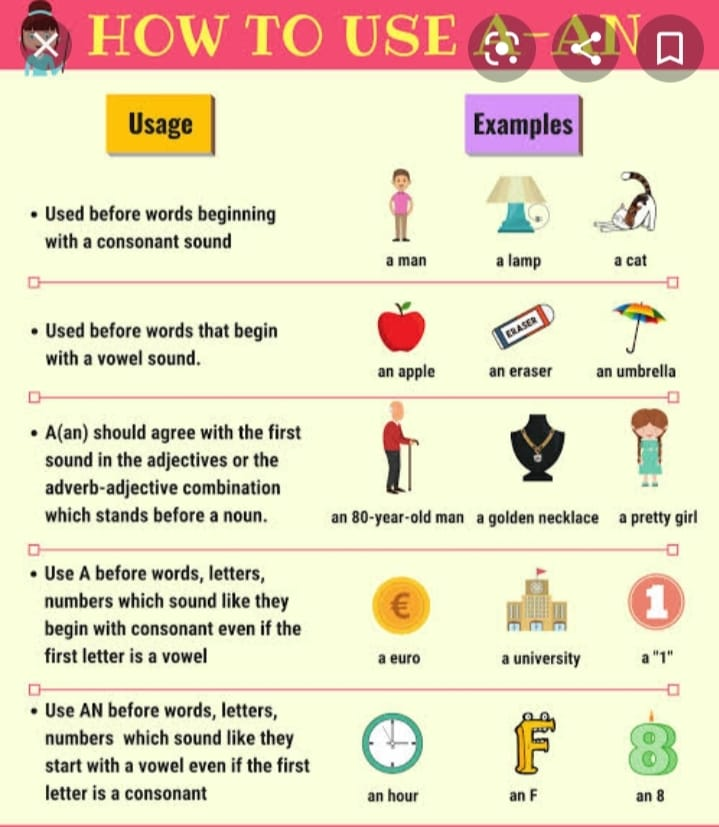 HOW TO USE A-AN
Usage
Examples
• Used before words beginning
with a consonant sound
a man
a lamp
a cat
• Used before words that begin
with a vowel sound.
ERASER
an apple
an eraser
an umbrella
• A(an) should agree with the first
sound in the adjectives or the
adverb-adjective combination
which stands before a noun.
an 80-year-old man
a golden necklace
a pretty girl
• Use A before words, letters,
numbers which sound like they
begin with consonant even if the
first letter is a vowel
€
1
a euro
a university
a "1"
• Use AN before words, letters,
numbers which sound like they
start with a vowel even if the first
letter is a consonant
F
8
an hour
an F
an 8